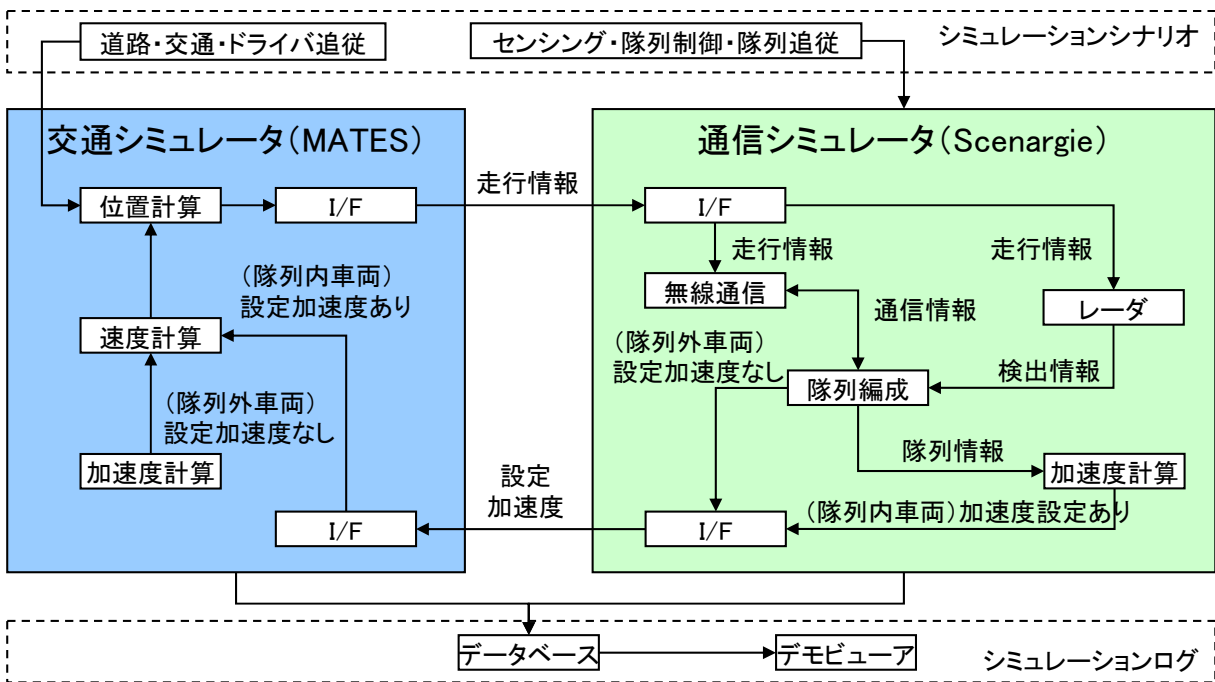 道路・交通・ドライバ追従
センシング・隊列制御・隊列追従
シミュレーションシナリオ
交通シミュレータ(MATES)
通信シミュレータ(Scenargie)
位置計算
I/F
走行情報
I/F
走行情報
走行情報
(隊列内車両)
設定加速度あり
無線通信
通信情報
レーダ
速度計算
(隊列外車両)
設定加速度なし
検出情報
隊列編成
(隊列外車両)
設定加速度なし
隊列情報
加速度計算
加速度計算
設定
加速度
I/F
I/F
(隊列内車両)加速度設定あり
データベース
デモビューア
シミュレーションログ